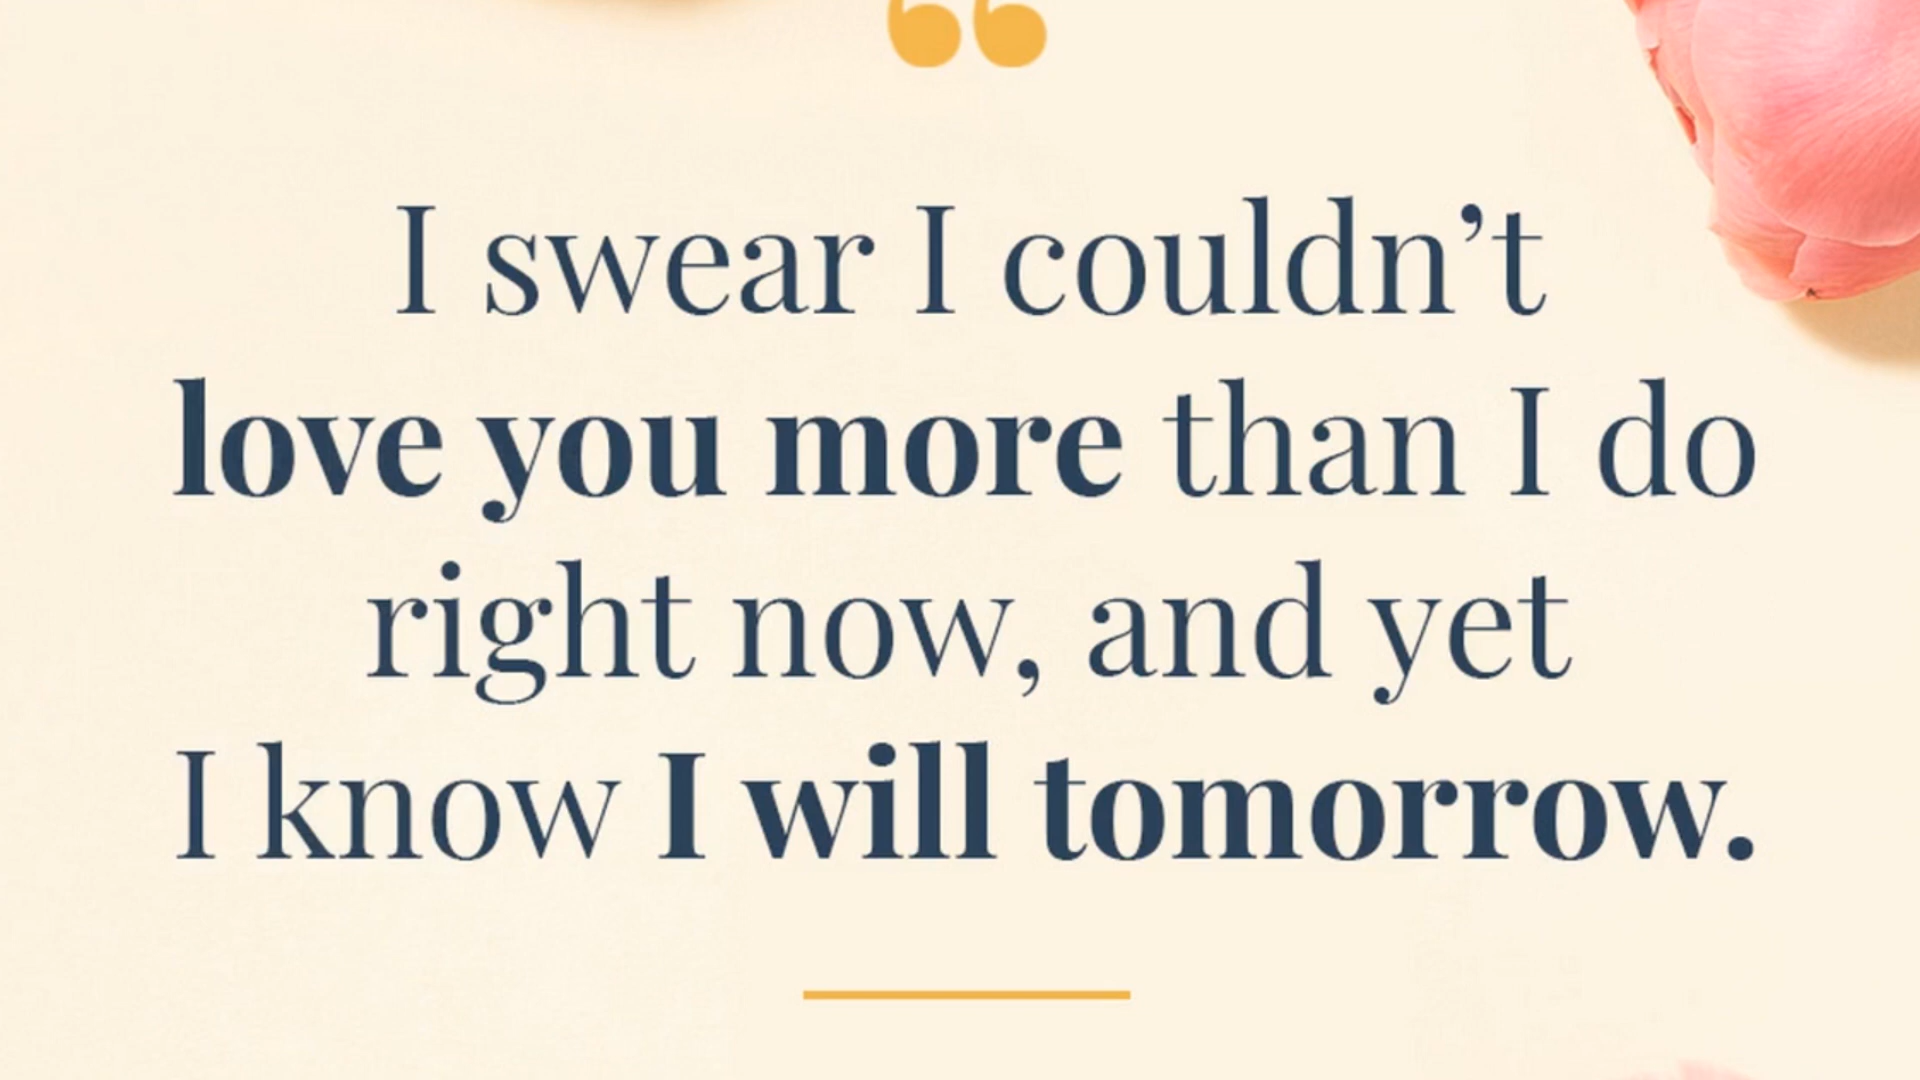 “
I swear I couldn’t
love you more than I do
right now, and yet
I know I will tomorrow.